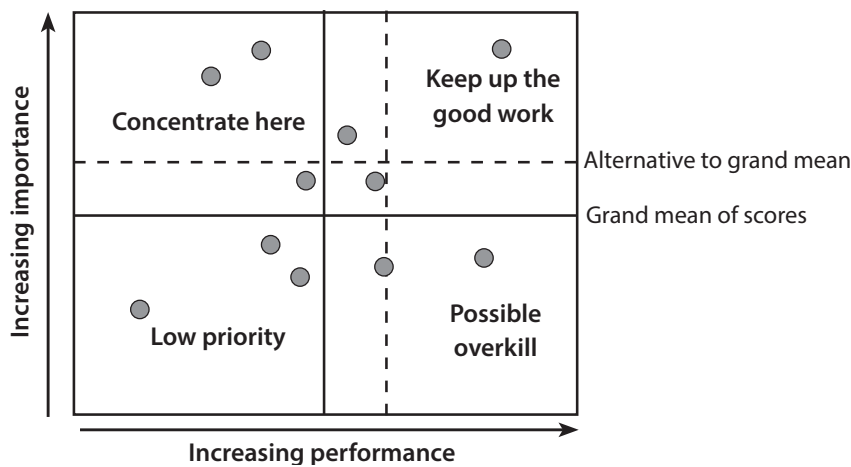 Increasing importance
Concentrate here
Keep up the
good work
Alternative to grand mean
Grand mean of scores
Low priority
Possible
overkill
Increasing performance